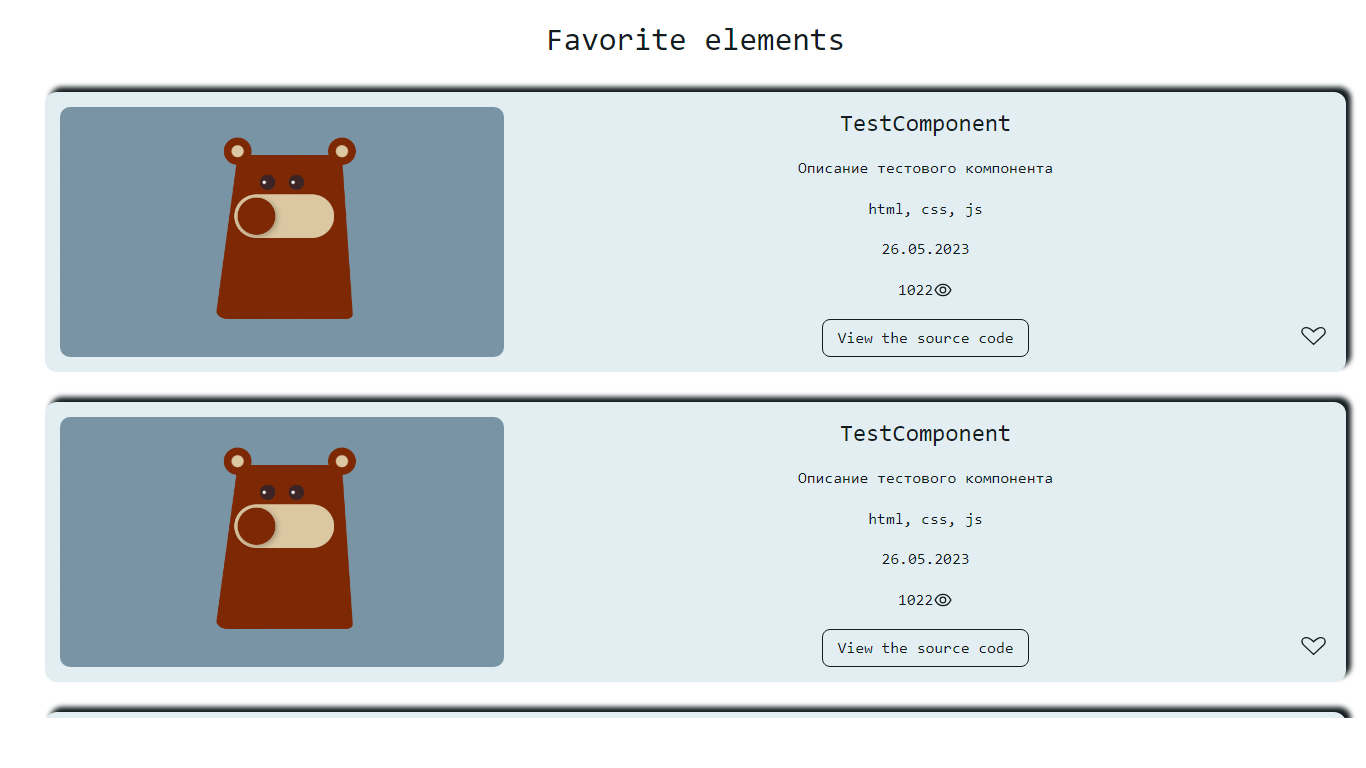 Favorite elements
TestComponent
Описание тестового компонента
html, css, js
26.05.2023
1022
View the source code
TestComponent
Описание тестового компонента
html, css, js
26.05.2023
1022
View the source code